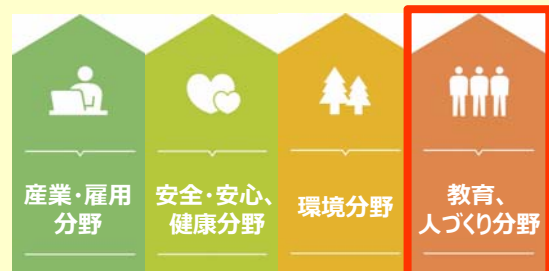 産業・雇用
分野
安全・安心、
健康分野
環境分野
教育、
人づくり分野